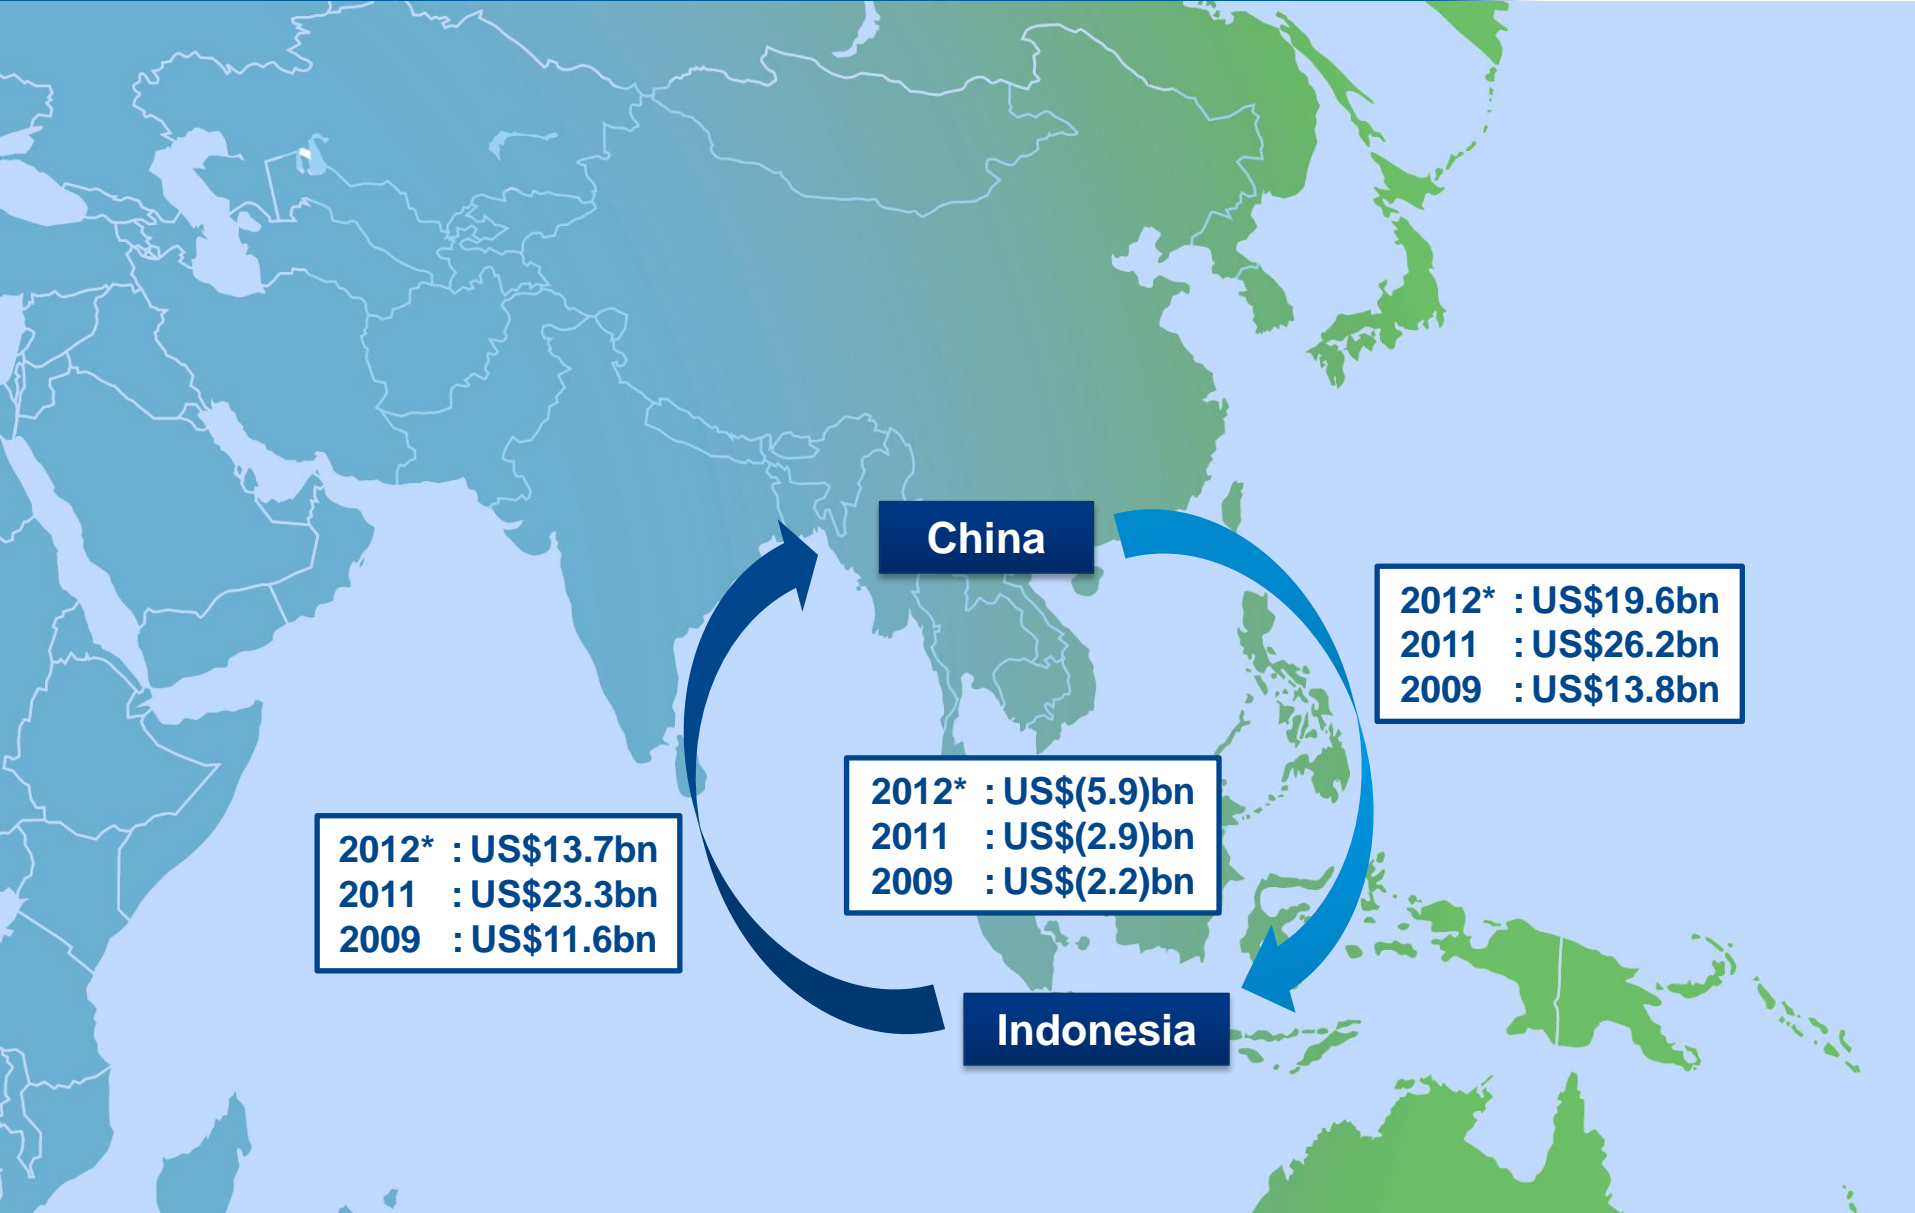 China
2012* : US$19.6bn
2011 : US$26.2bn
2009 : US$13.8bn
2012* : US$(5.9)bn
2011 : US$(2.9)bn
2009 : US$(2.2)bn
2012* : US$13.7bn
2011 : US$23.3bn
2009 : US$11.6bn
Indonesia